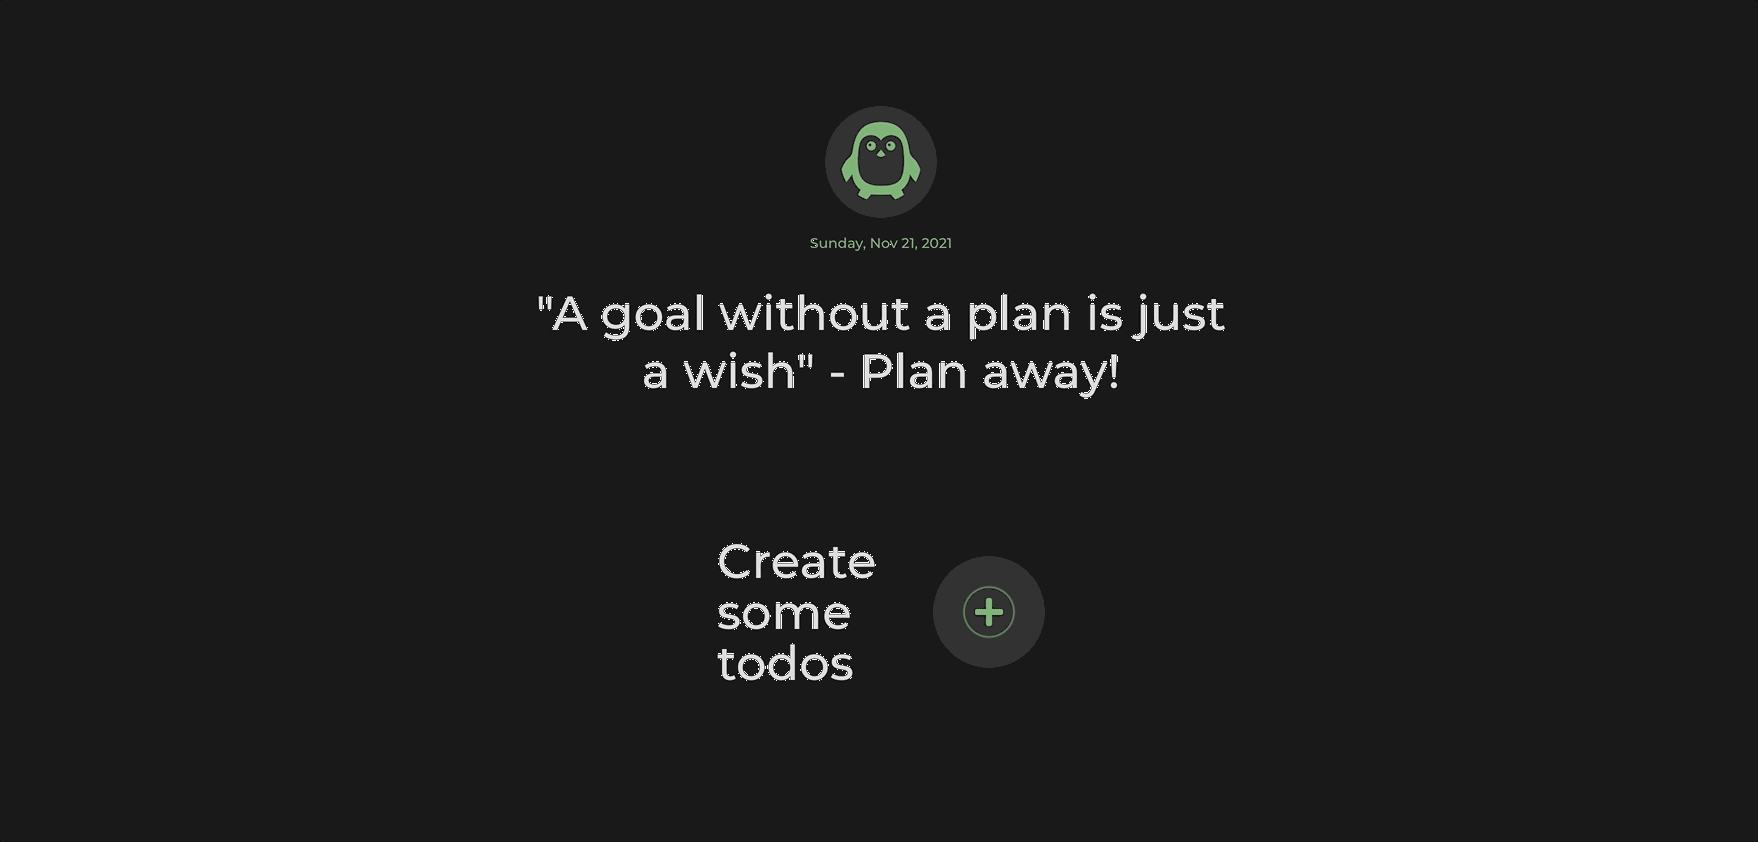 Sunday, Nov 21, 2021
"A goal without a plan is just
a wish" - Plan away!
Create
some
todos